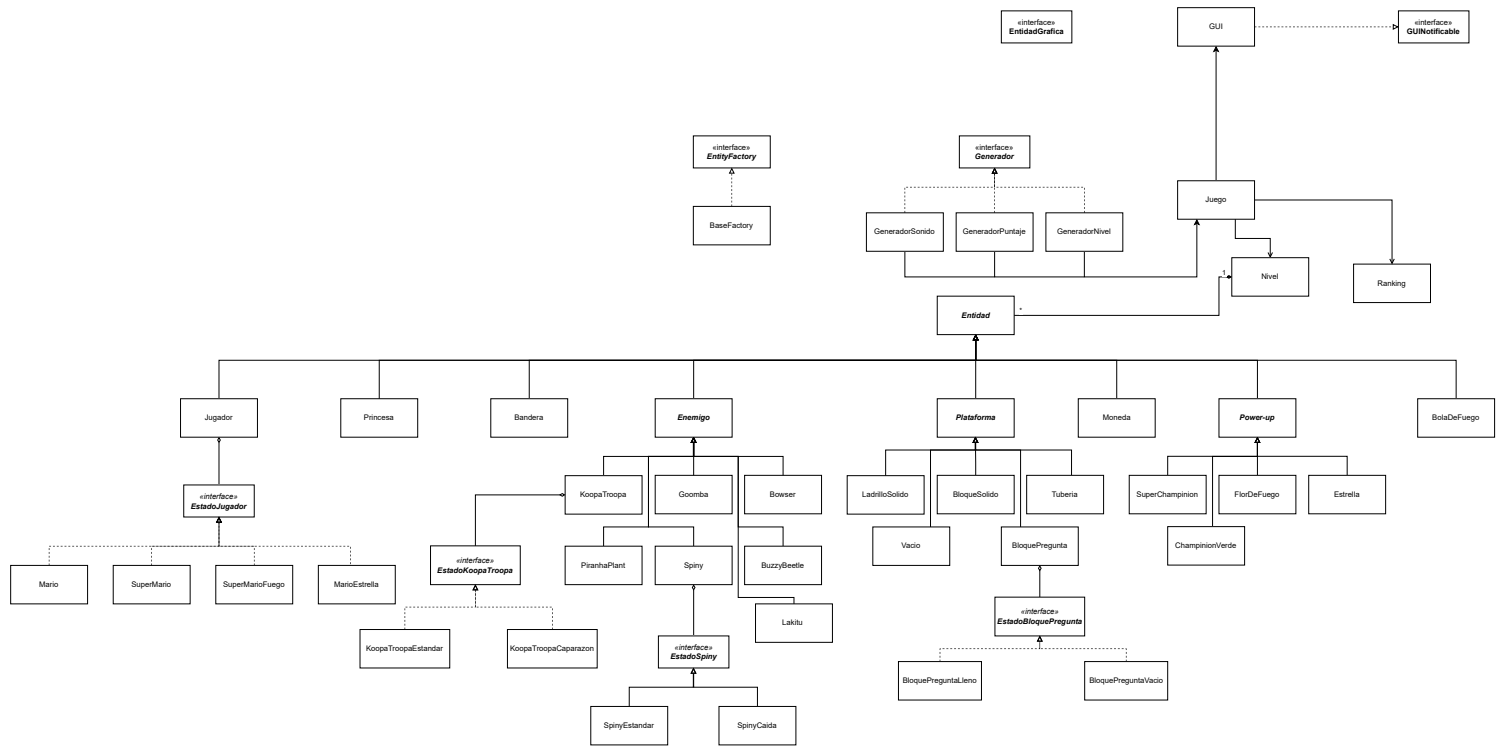 «interface»
EntidadGrafica
GUI
«interface»
GUINotificable
«interface»
EntityFactory
«interface»
Generador
Juego
BaseFactory
GeneradorSonido
GeneradorPuntaje
GeneradorNivel
1
Nivel
Ranking
Entidad
*
Jugador
Princesa
Bandera
Enemigo
Plataforma
Moneda
Power-up
BolaDeFuego
«interface»
EstadoJugador
KoopaTroopa
Goomba
Bowser
LadrilloSolido
BloqueSolido
Tuberia
SuperChampinion
FlorDeFuego
Estrella
Vacio
BloquePregunta
ChampinionVerde
«interface»
EstadoKoopaTroopa
PiranhaPlant
Spiny
BuzzyBeetle
Mario
SuperMario
SuperMarioFuego
MarioEstrella
Lakitu
«interface»
EstadoBloquePregunta
KoopaTroopaEstandar
KoopaTroopaCaparazon
«interface»
EstadoSpiny
BloquePreguntaLleno
BloquePreguntaVacio
SpinyEstandar
SpinyCaida